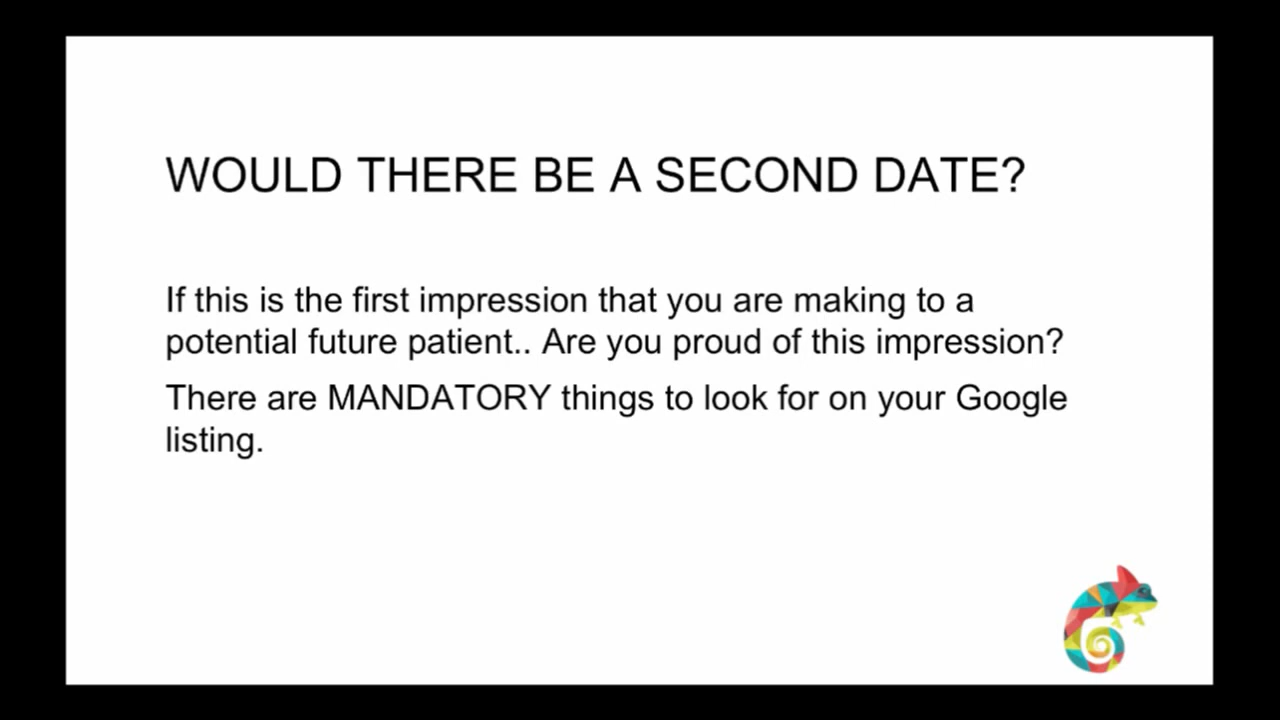 WOULD THERE BE A SECOND DATE?
If this is the first impression that you are making to a
potential future patient.. Are you proud of this impression?
There are MANDATORY things to look for on your Google
listing.